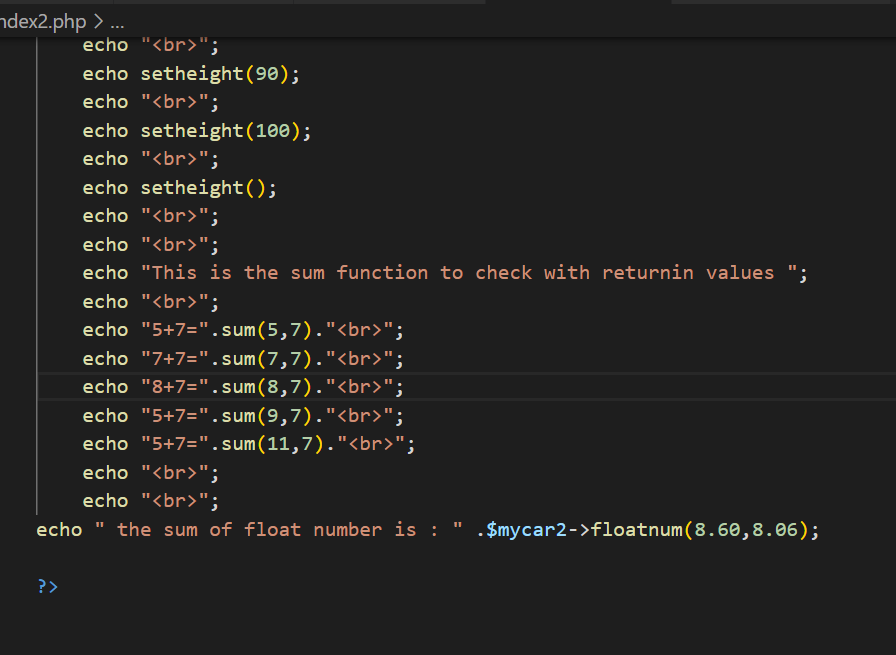 ndex2.php > ...
echo "<br>";
echo setheight(90);
echo "<br>";
echo setheight(100);
echo "<br>";
echo setheight();
echo "<br>";
echo "<br>";
echo "This is the sum function to check with returnin values ";
echo "<br>";
echo "5+7=".sum(5,7)."<br>";
echo "7+7=".sum(7,7)."<br>";
echo "8+7=".sum(8,7)."<br>";
echo "5+7=".sum(9,7)."<br>";
echo "5+7=".sum(11,7)."<br>";
echo "<br>";
echo "<br>";
echo " the sum of float number is : " .$mycar2->floatnum(8.60,8.06);
?>